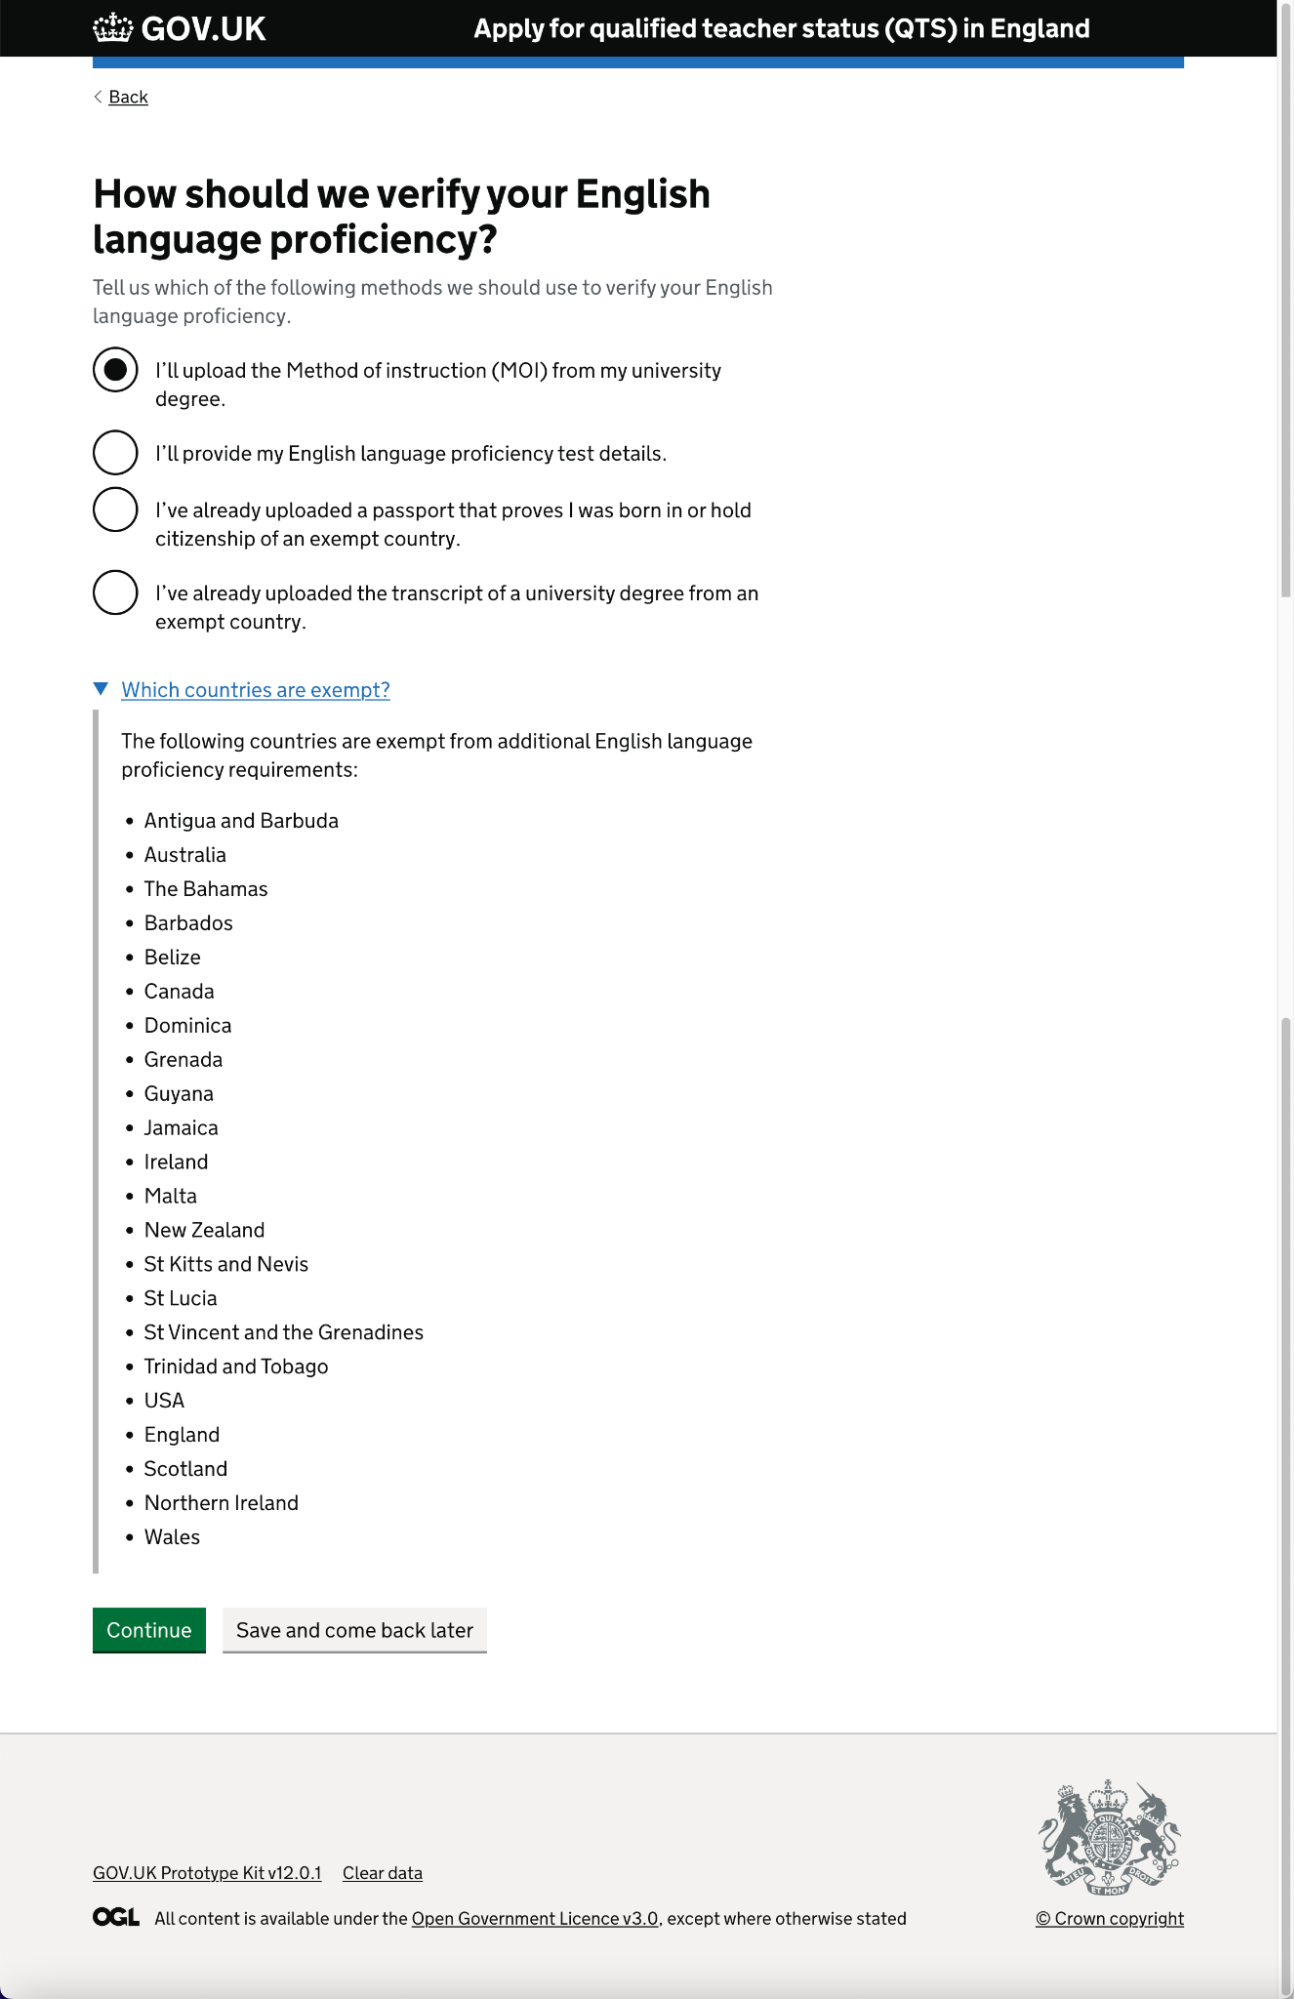 GOV.UK
Apply for qualified teacher status (QTS) in England
Back
How should we verify your English
language proficiency?
Tell us which of the following methods we should use to verify your English
language proficiency.
I’ll upload the Method of instruction (MOI) from my university
degree.
I’ll provide my English language proficiency test details.
I’ve already uploaded a passport that proves I was born in or hold
citizenship of an exempt country.
I’ve already uploaded the transcript of a university degree from an
exempt country.
Which countries are exempt?
The following countries are exempt from additional English language
proficiency requirements:
• Antigua and Barbuda
• Australia
• The Bahamas
• Barbados
• Belize
• Canada
• Dominica
• Grenada
• Guyana
• Jamaica
• Ireland
• Malta
• New Zealand
• St Kitts and Nevis
• St Lucia
• St Vincent and the Grenadines
• Trinidad and Tobago
• USA
• England
• Scotland
• Northern Ireland
• Wales
Continue
Save and come back later
DIEU ET MON DROIT
GOV.UK Prototype Kit v12.0.1
Clear data
OGL
All content is available under the Open Government Licence v3.0, except where otherwise stated
© Crown copyright